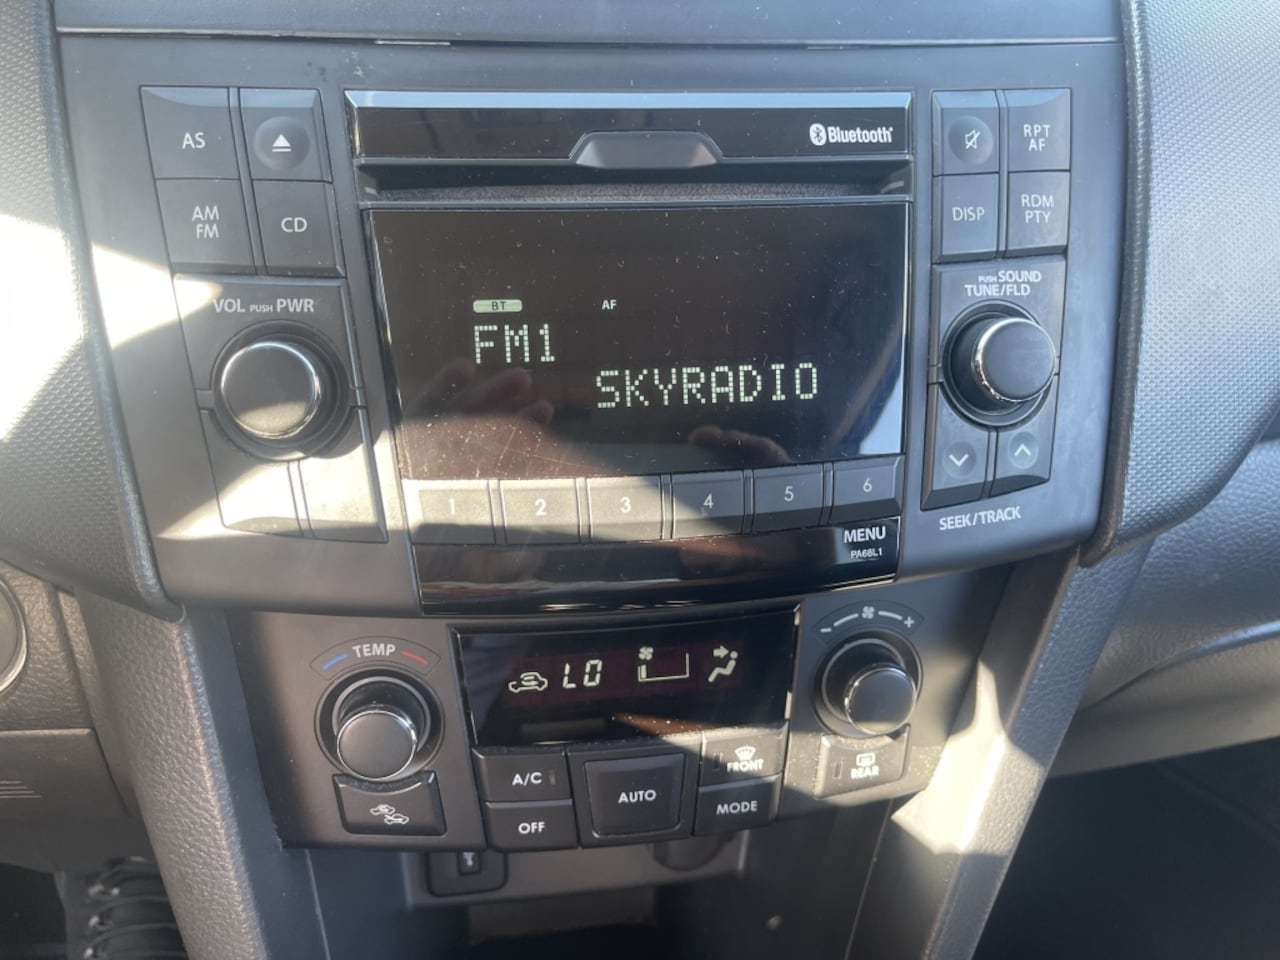 Bluetooth
AS
RPT
AF
AM
FM
CD
DISP
RDM
PTY
VOL PUSH PWR
PUSH SOUND
TUNE/FLD
BT
AF
FM1
SKYRADIO
1 2 3 4 5 6
SEEK/TRACK
MENU
PA68L1
TEMP
- +
LO
A/C
AUTO
FRONT
REAR
OFF
MODE